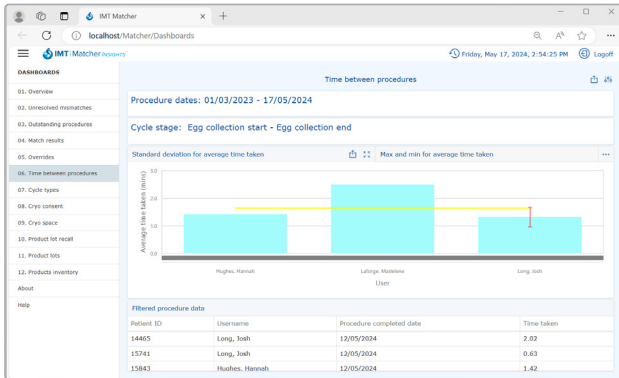 IMT Matcher
localhost/Matcher/Dashboards
IMT Matcher INSIGHTS
Friday, May 17, 2024, 2:54:25 PM
Logoff
DASHBOARDS
01. Overview
02. Unresolved mismatches
03. Outstanding procedures
04. Match results
05. Overrides
06. Time between procedures
07. Cycle types
08. Cryo consent
09. Cryo space
10. Product lot recall
11. Product lots
12. Products inventory
About
Help
Time between procedures
Procedure dates: 01/03/2023 - 17/05/2024
Cycle stage: Egg collection start - Egg collection end
Standard deviation for average time taken
Max and min for average time taken
Average time taken (mins)
3.0
2.0
1.0
0.0
Hughes, Hannah
Lafonge, Madelene
Long, Josh
User
Filtered procedure data
Patient ID Username Procedure completed date Time taken
14465 Long, Josh 12/05/2024 2.02
15741 Long, Josh 12/05/2024 0.63
15843 Hughes, Hannah 12/05/2024 1.42